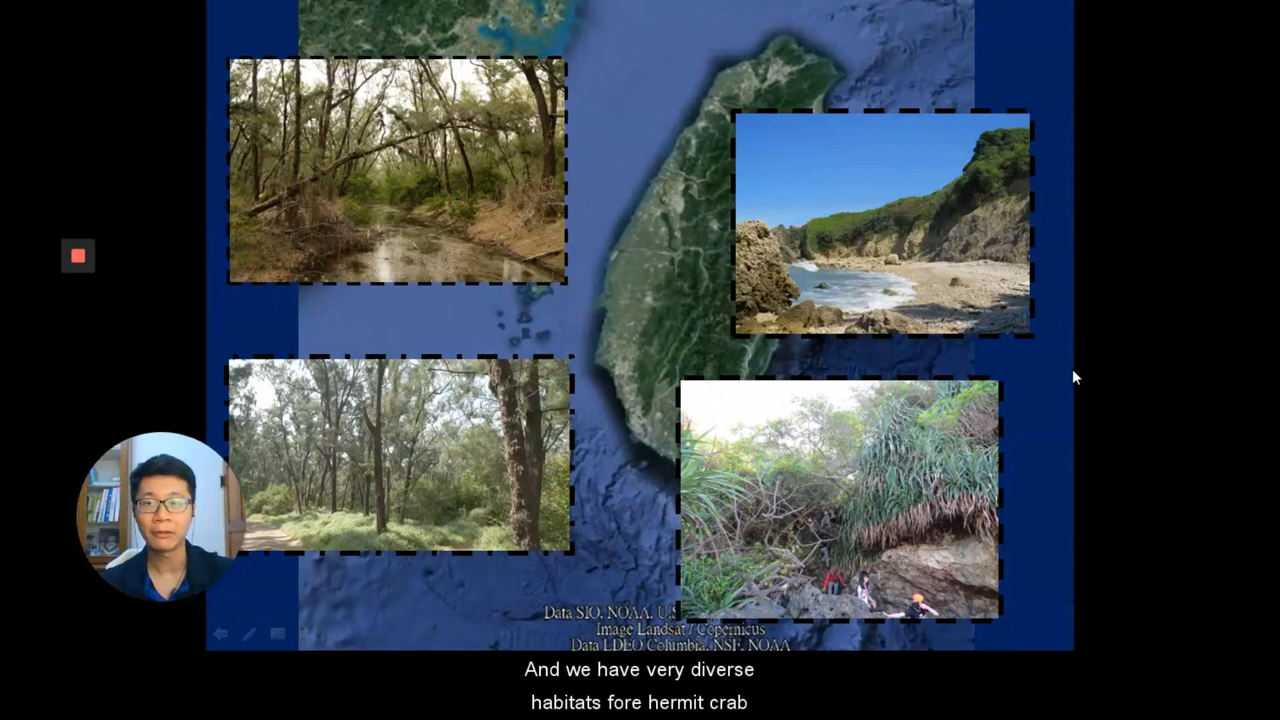 Data SIO, NOAA, U.S
Image Landsat / Copernicus
Data LDEO Columbia, NSF, NOAA
And we have very diverse
habitats fore hermit crab